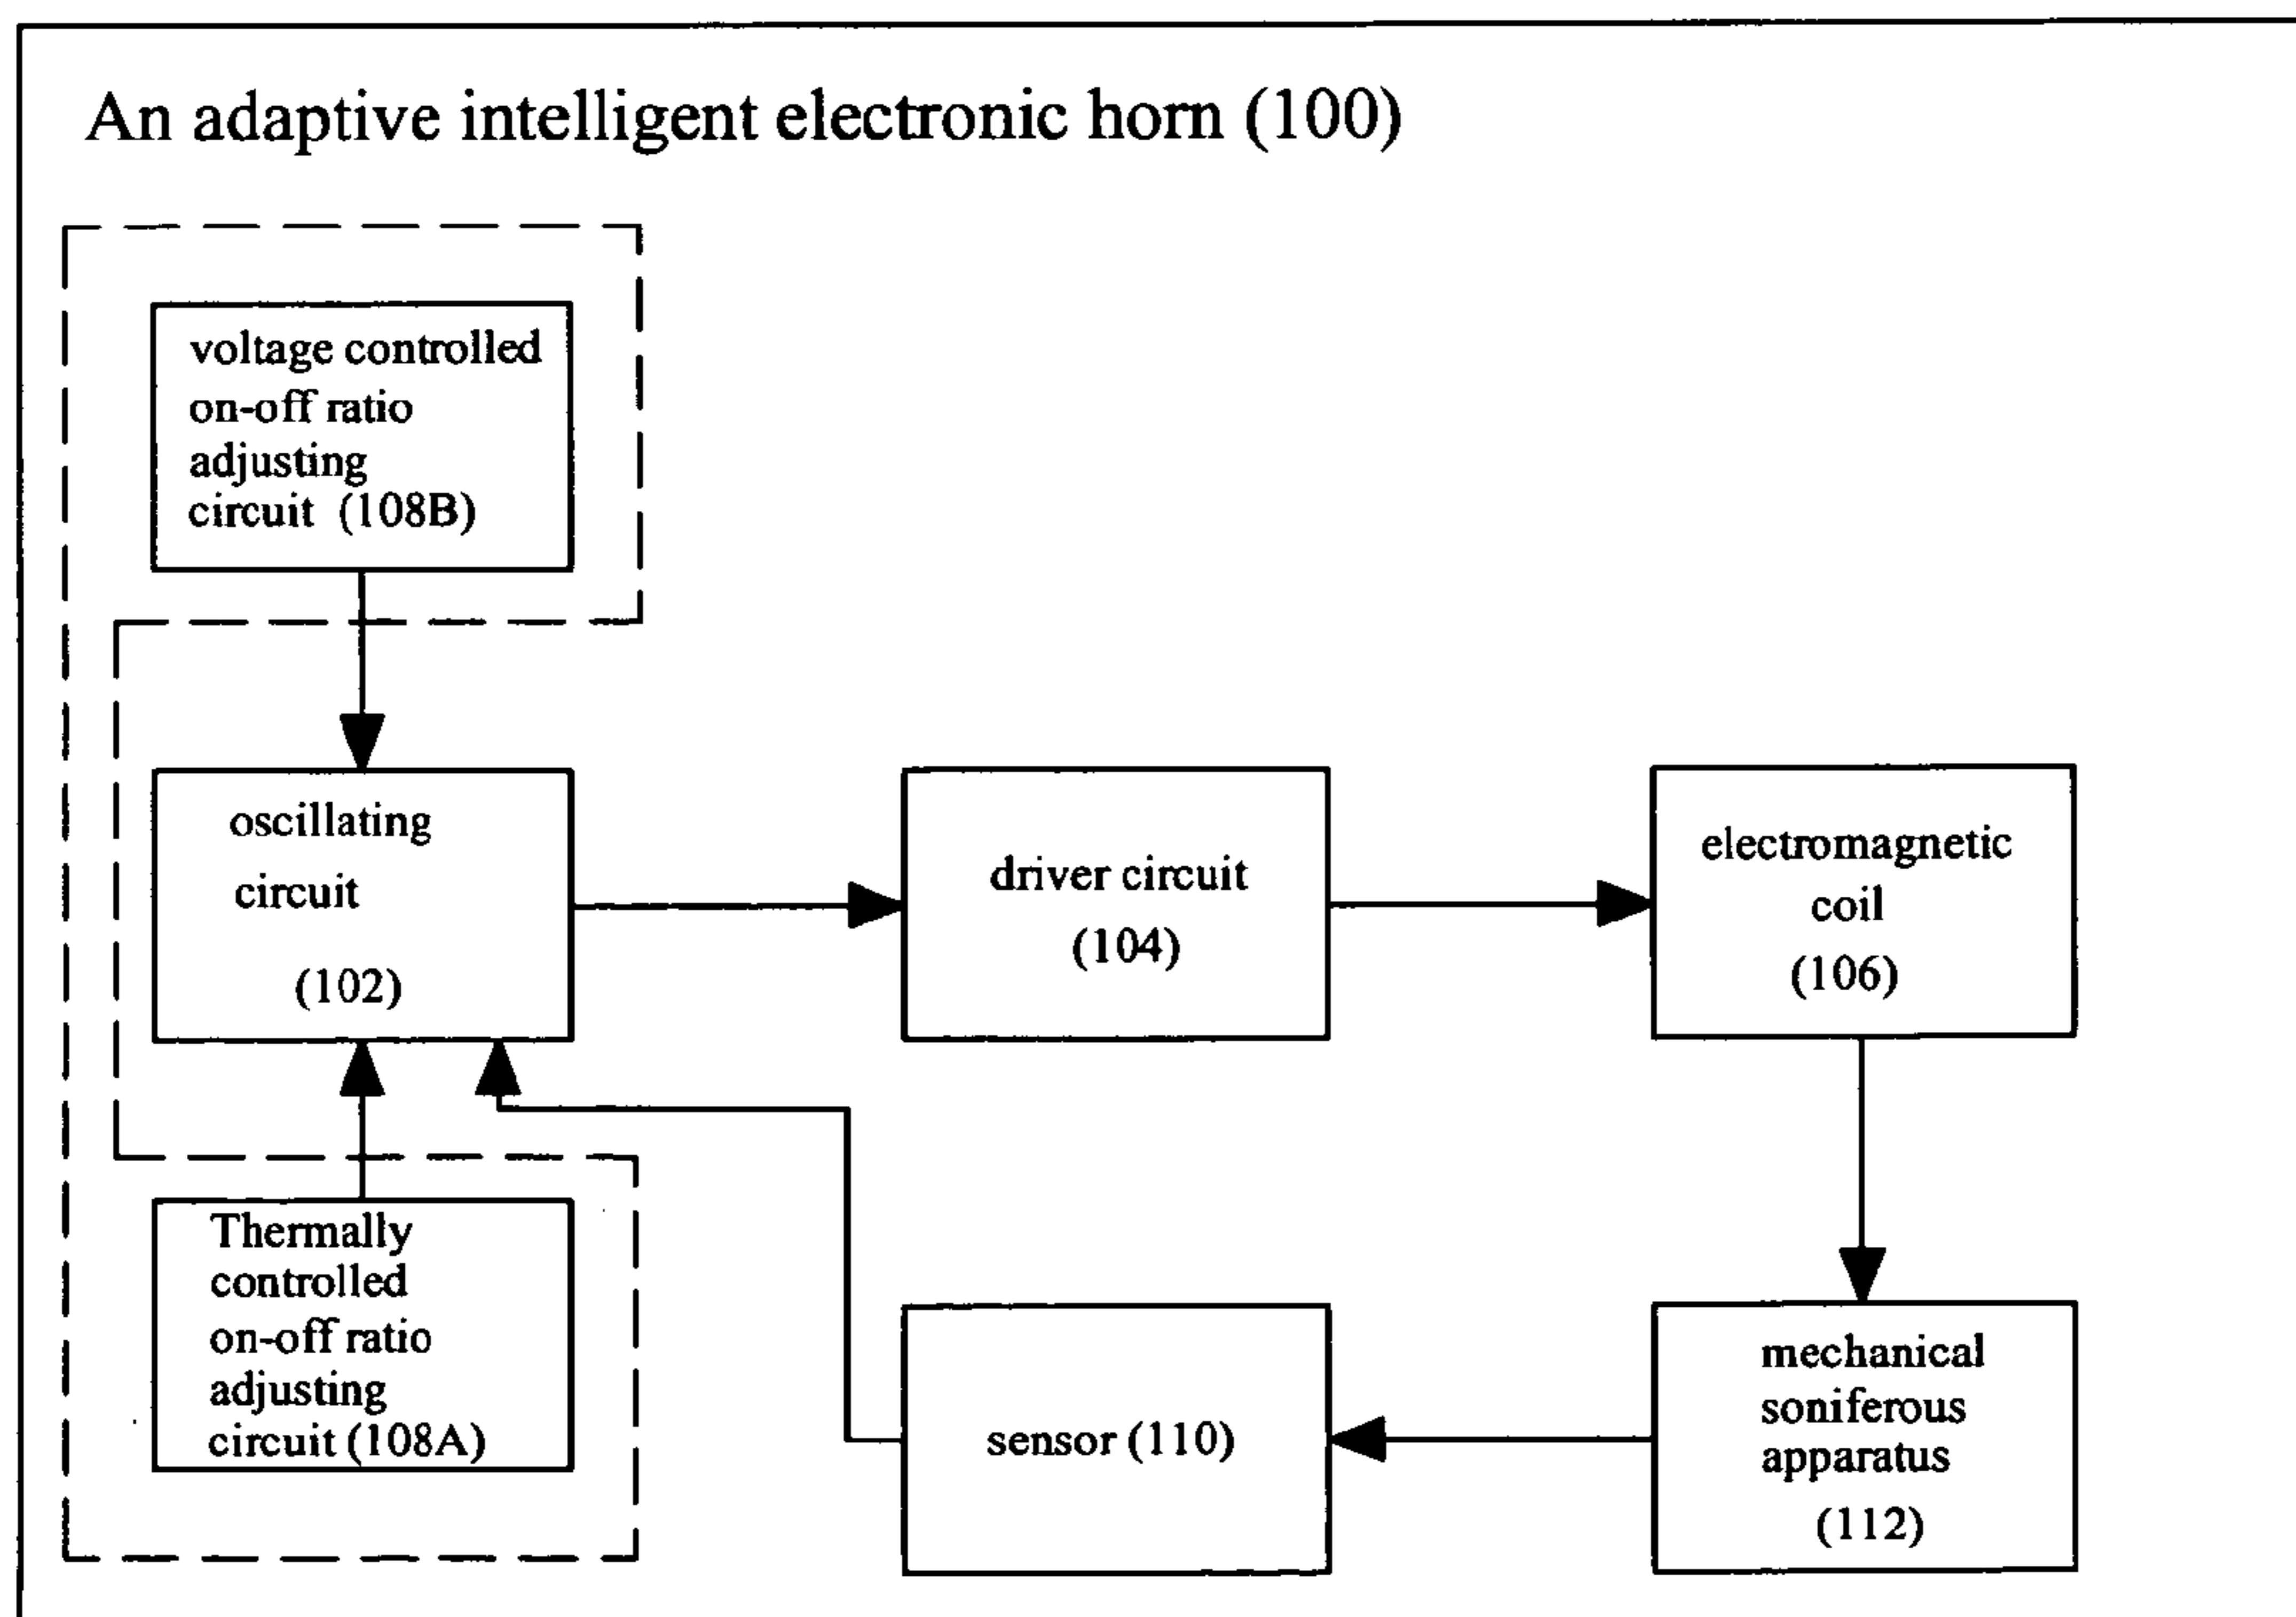 An adaptive intelligent electronic horn (100)
voltage controlled
on-off ratio
adjusting
circuit (108B)
oscillating
circuit
(102)
driver circuit
(104)
electromagnetic
coil
(106)
Thermally
controlled
on-off ratio
adjusting
circuit (108A)
sensor (110)
mechanical
soniferous
apparatus
(112)